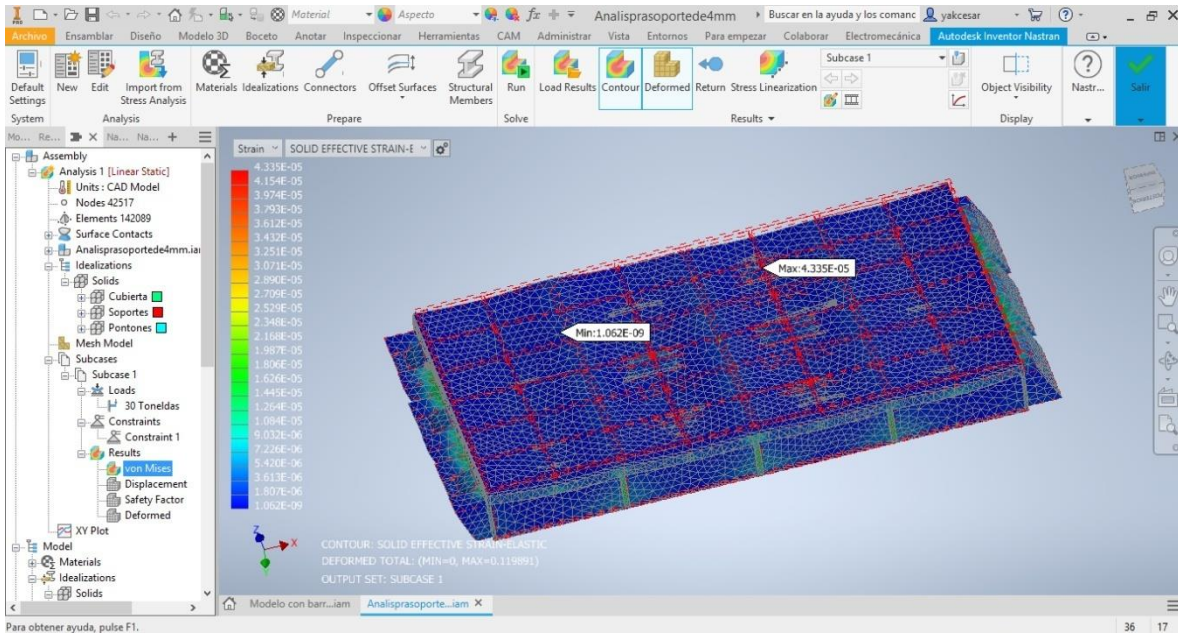 PRO
Material
Aspecto
fx
Analisprasoportede4mm
Buscar en la ayuda y los comanc
yakcesar
Archivo Ensamblar Diseño Modelo 3D Boceto Anotar Inspeccionar Herramientas CAM Administrar Vista Entornos Para empezar Colaborar Electromecánica Autodesk Inventor Nastran
Default Settings
New
Edit
Import from Stress Analysis
Materials
Idealizations
Connectors
Offset Surfaces
Structural Members
Run
Load Results
Contour
Deformed
Return
Stress Linearization
Subcase 1
Object Visibility
Nastr...
Salir
System
Analysis
Prepare
Solve
Results
Display
Mo... Re... Na... Na... +
Assembly
Analysis 1 [Linear Static]
Units : CAD Model
Nodes 42517
Elements 142089
Surface Contacts
Analisprasoportede4mm.iar
Idealizations
Solids
Cubierta
Soportes
Pontones
Mesh Model
Subcases
Subcase 1
Loads
30 Toneldas
Constraints
Constraint 1
Results
von Mises
Displacement
Safety Factor
Deformed
XY Plot
Model
Materials
Idealizations
Solids
Strain SOLID EFFECTIVE STRAIN-E
4.335E-05
4.154E-05
3.974E-05
3.793E-05
3.612E-05
3.432E-05
3.251E-05
3.071E-05
2.890E-05
2.709E-05
2.529E-05
2.348E-05
2.168E-05
1.987E-05
1.806E-05
1.626E-05
1.445E-05
1.264E-05
1.084E-05
9.032E-06
7.226E-06
5.420E-06
3.613E-06
1.807E-06
1.062E-09
Max:4.335E-05
Min:1.062E-09
Z
X
CONTOUR: SOLID EFFECTIVE STRAIN-ELASTIC
DEFORMED TOTAL: (MIN=0, MAX=0.119891)
OUTPUT SET: SUBCASE 1
Modelo con barr...iam
Analisprasoporte...iam
Para obtener ayuda, pulse F1.
36 17